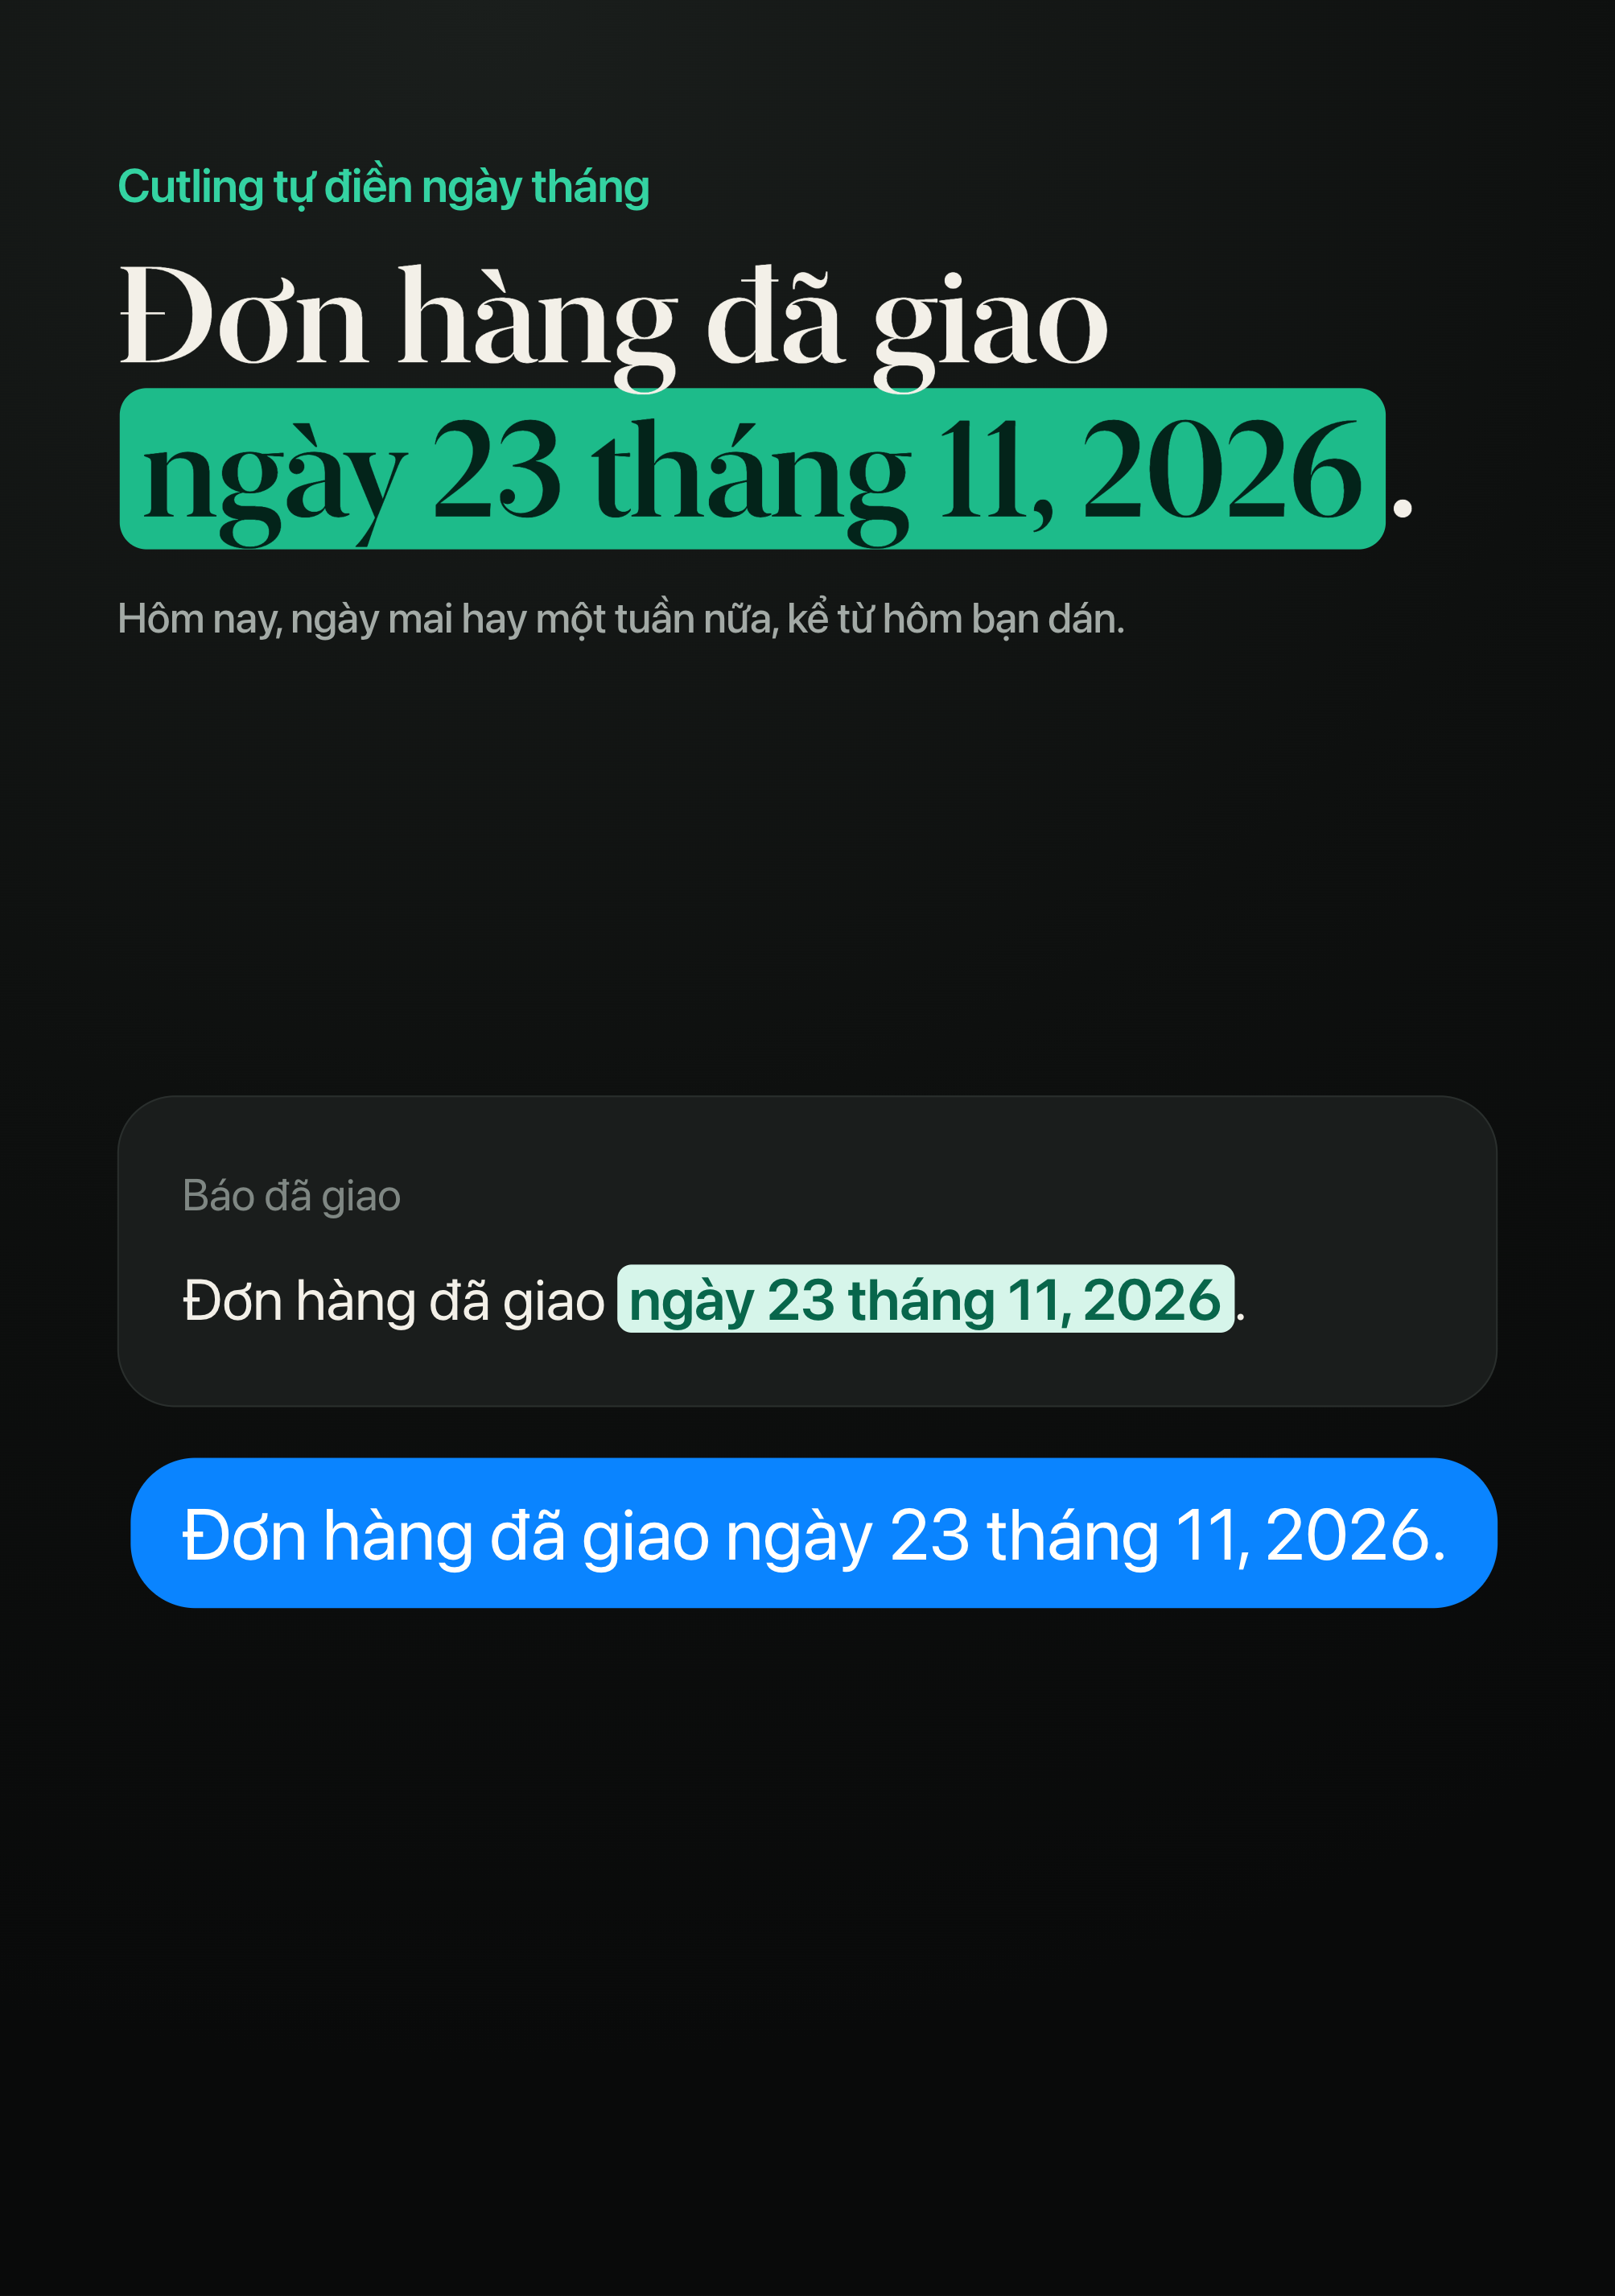 Cutling tự điền ngày tháng
Đơn hàng đã giao
ngày 23 tháng 11, 2026.
Hôm nay, ngày mai hay một tuần nữa, kể từ hôm bạn dán.
Báo đã giao
Đơn hàng đã giao ngày 23 tháng 11, 2026.
Đơn hàng đã giao ngày 23 tháng 11, 2026.